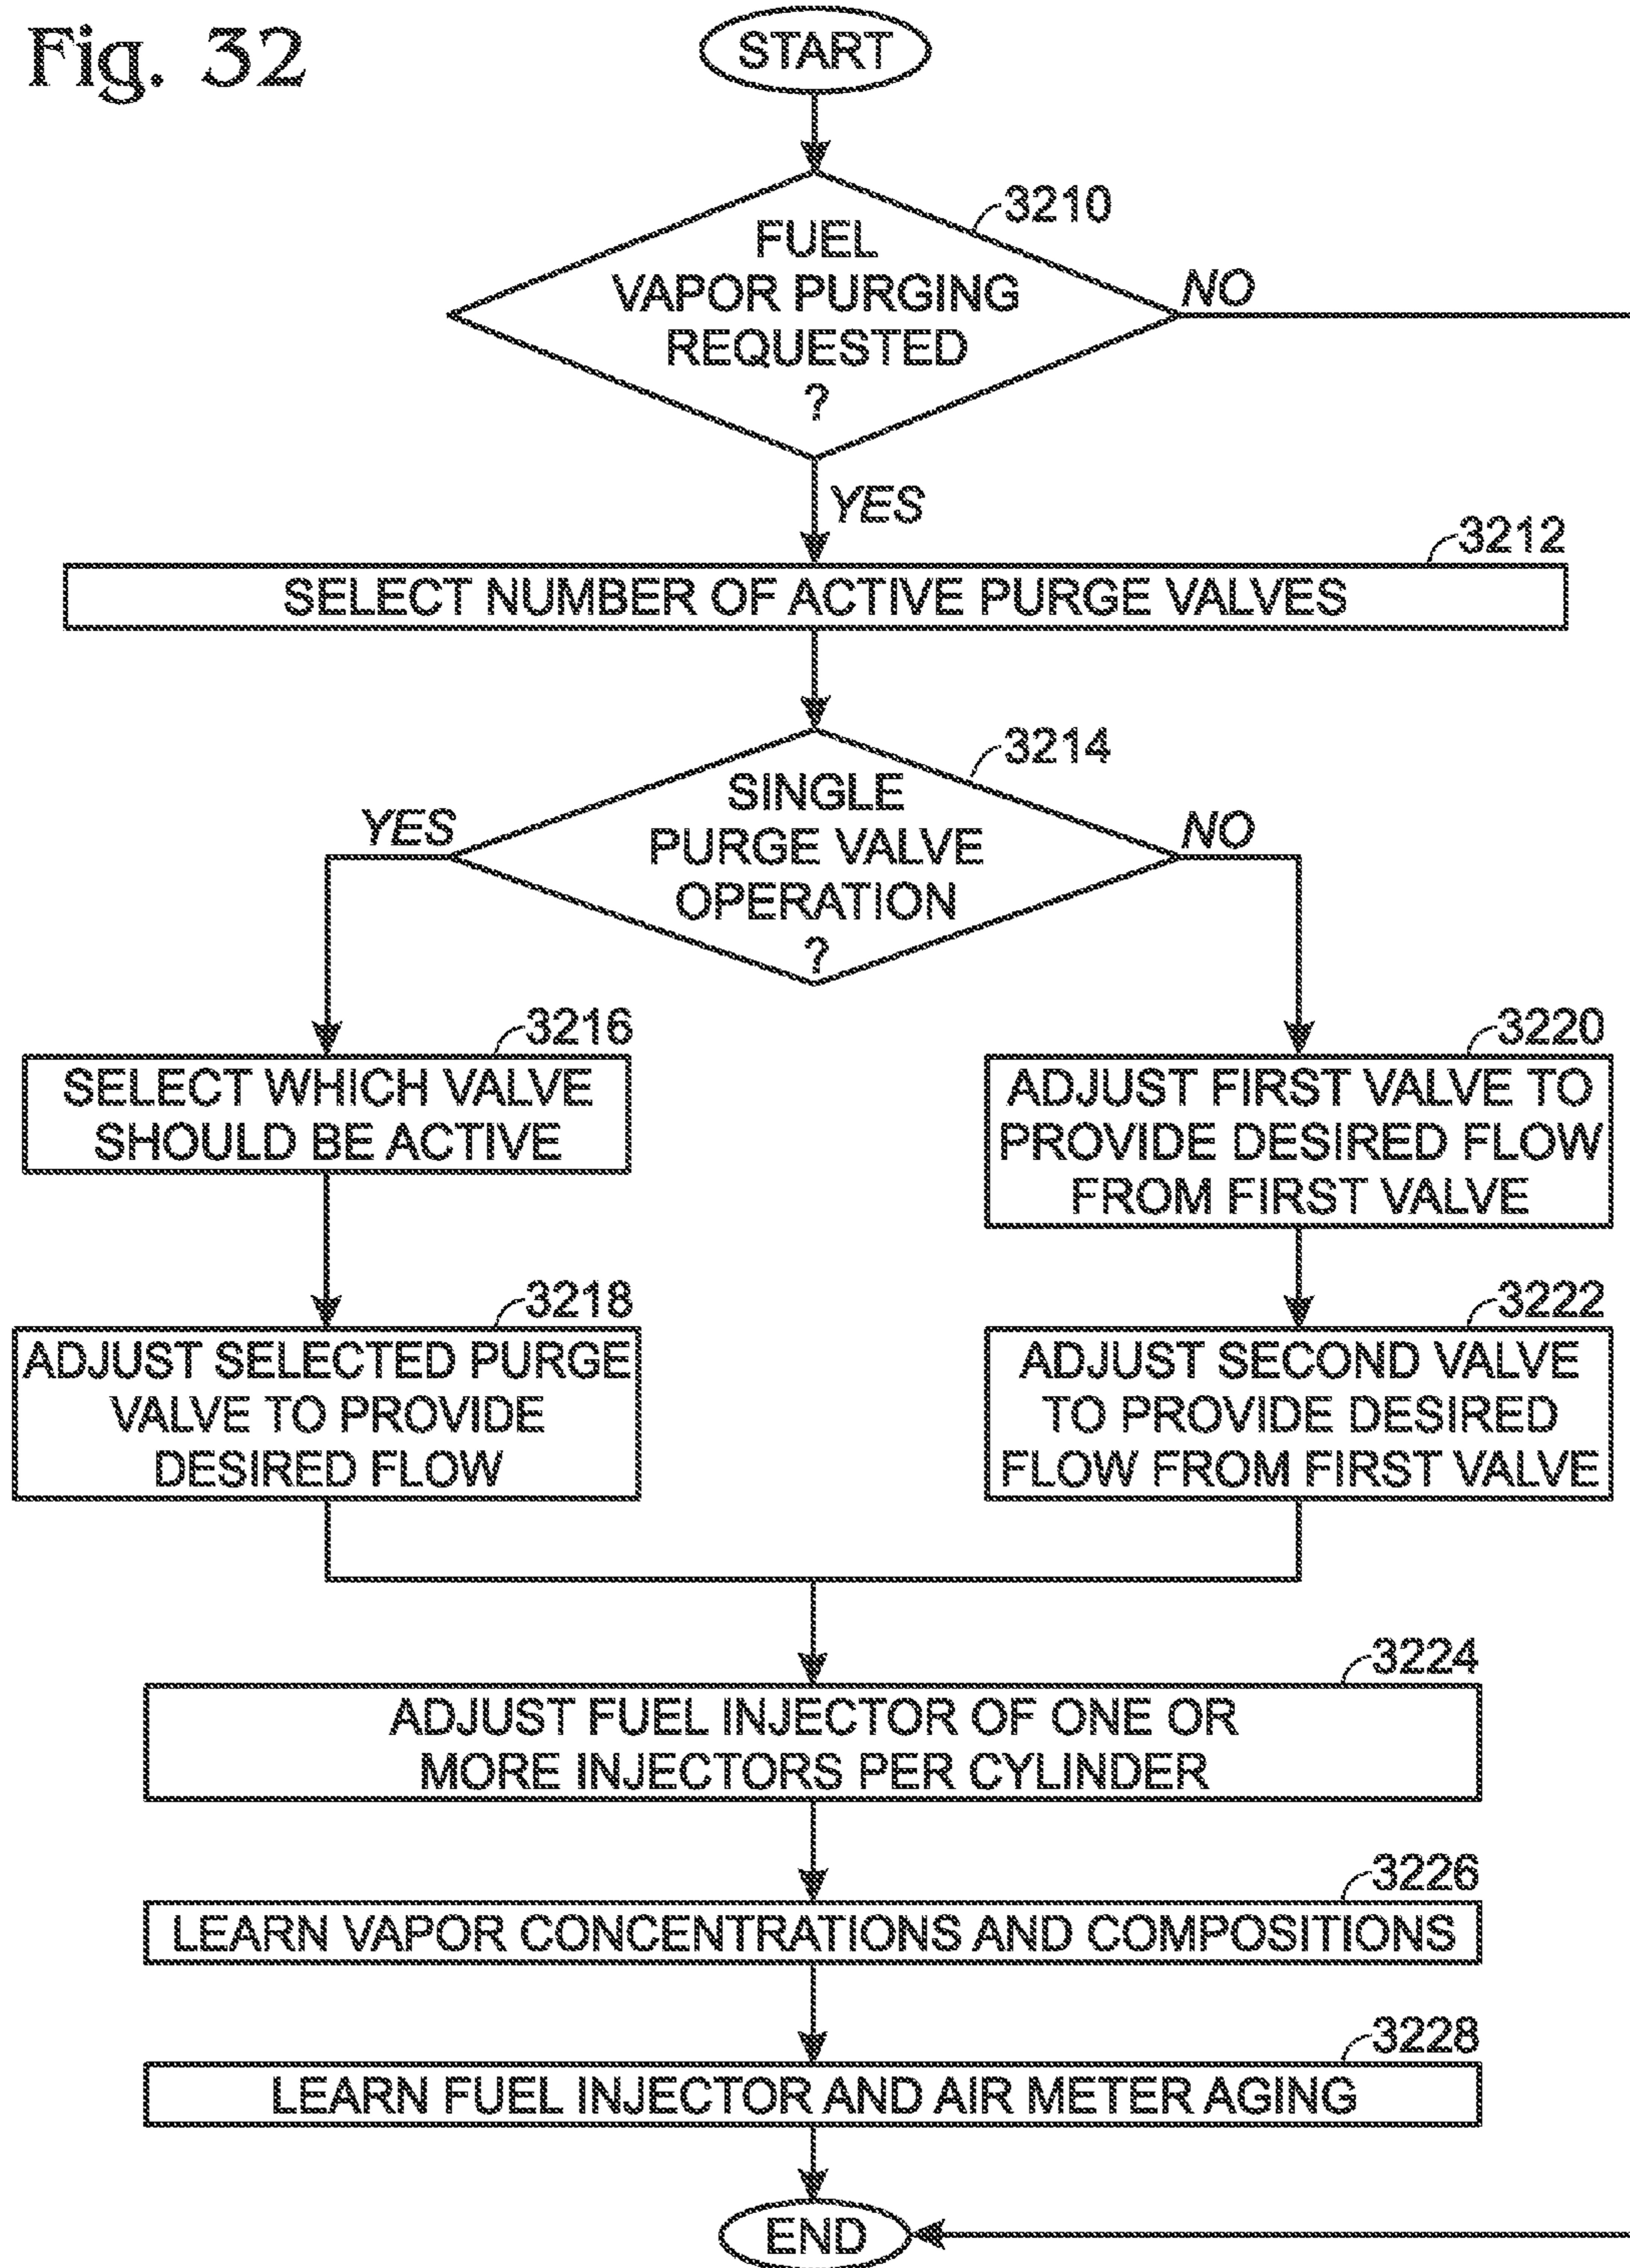 Fig. 32
START
3210
FUEL
VAPOR PURGING
REQUESTED
?
NO
YES
3212
SELECT NUMBER OF ACTIVE PURGE VALVES
3214
SINGLE
PURGE VALVE
OPERATION
?
YES
NO
3216
SELECT WHICH VALVE
SHOULD BE ACTIVE
3220
ADJUST FIRST VALVE TO
PROVIDE DESIRED FLOW
FROM FIRST VALVE
3218
ADJUST SELECTED PURGE
VALVE TO PROVIDE
DESIRED FLOW
3222
ADJUST SECOND VALVE
TO PROVIDE DESIRED
FLOW FROM FIRST VALVE
3224
ADJUST FUEL INJECTOR OF ONE OR
MORE INJECTORS PER CYLINDER
3226
LEARN VAPOR CONCENTRATIONS AND COMPOSITIONS
3228
LEARN FUEL INJECTOR AND AIR METER AGING
END